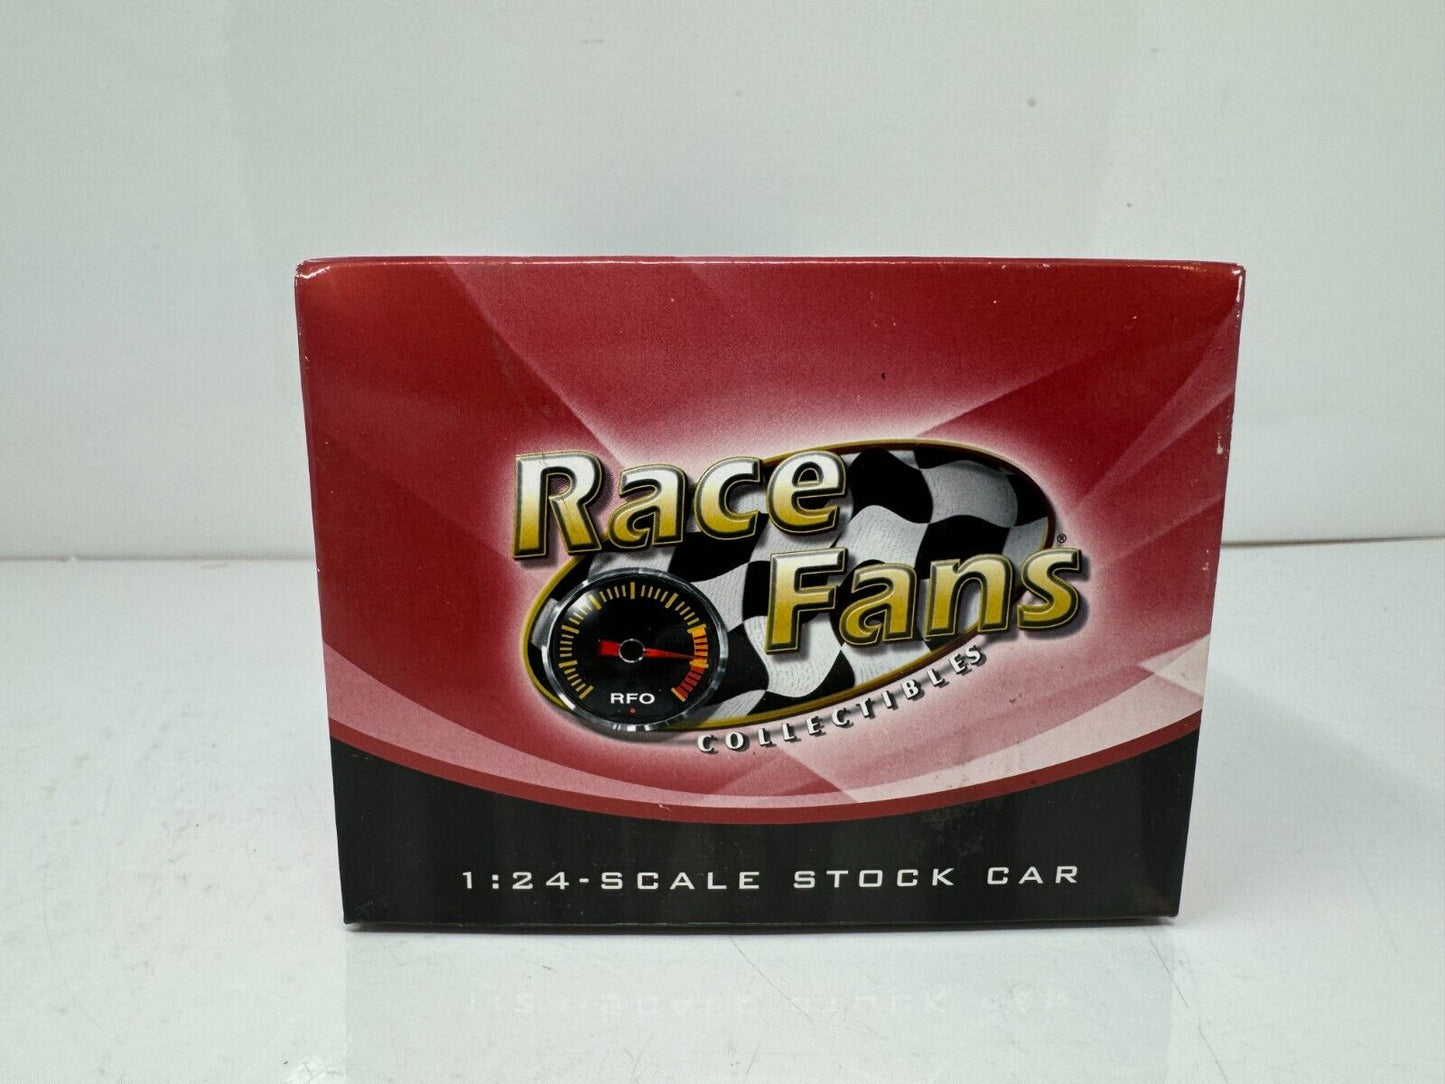 Race
Fans®
COLLECTIBLES
RFO
1:24-SCALE STOCK CAR